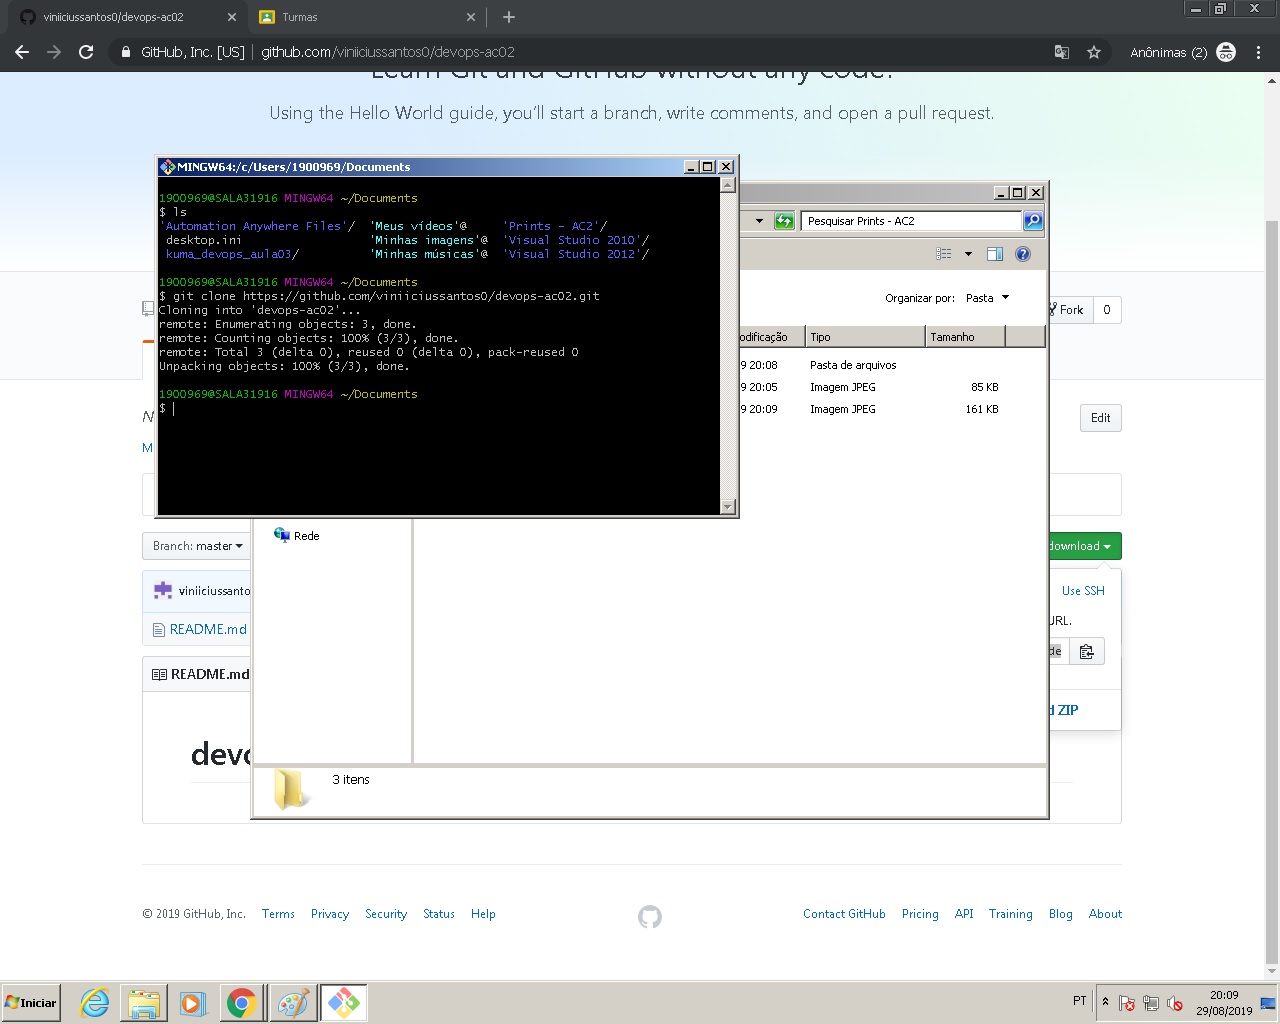 viniiciussantos0/devops-ac02
Turmas
GitHub, Inc. [US] | github.com/viniiciussantos0/devops-ac02
Anônimas (2)
Learn Git and GitHub without any code!
Using the Hello World guide, you'll start a branch, write comments, and open a pull request.
MINGW64:/c/Users/1900969/Documents
1900969@SALA31916 MINGW64 ~/Documents
$ ls
'Automation Anywhere Files'/ 'Meus vídeos'@ 'Prints - AC2'/
desktop.ini 'Minhas imagens'@ 'Visual Studio 2010'/
kuma_devops_aula03/ 'Minhas músicas'@ 'Visual Studio 2012'/
1900969@SALA31916 MINGW64 ~/Documents
$ git clone https://github.com/viniiciussantos0/devops-ac02.git
Cloning into 'devops-ac02'...
remote: Enumerating objects: 3, done.
remote: Counting objects: 100% (3/3), done.
remote: Total 3 (delta 0), reused 0 (delta 0), pack-reused 0
Unpacking objects: 100% (3/3), done.
1900969@SALA31916 MINGW64 ~/Documents
$
Pesquisar Prints - AC2
Organizar por: Pasta
odificação Tipo Tamanho
9 20:08 Pasta de arquivos
9 20:05 Imagem JPEG 85 KB
9 20:09 Imagem JPEG 161 KB
Rede
3 itens
Fork 0
N
Edit
M
Branch: master
download
viniiciussanto
Use SSH
README.md
URL.
de
README.md
d ZIP
devo
© 2019 GitHub, Inc. Terms Privacy Security Status Help
Contact GitHub Pricing API Training Blog About
Iniciar
PT
20:09
29/08/2019